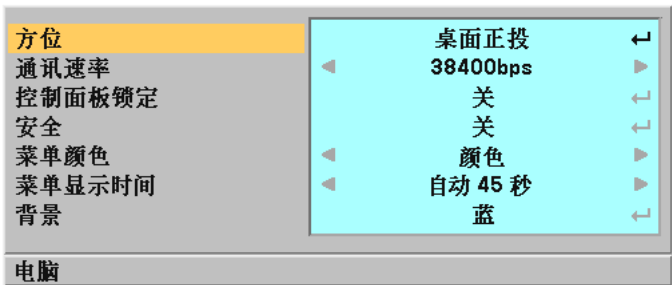 方位 桌面正投
通讯速率 38400bps
控制面板锁定 关
安全 关
菜单颜色 颜色
菜单显示时间 自动 45 秒
背景 蓝
电脑